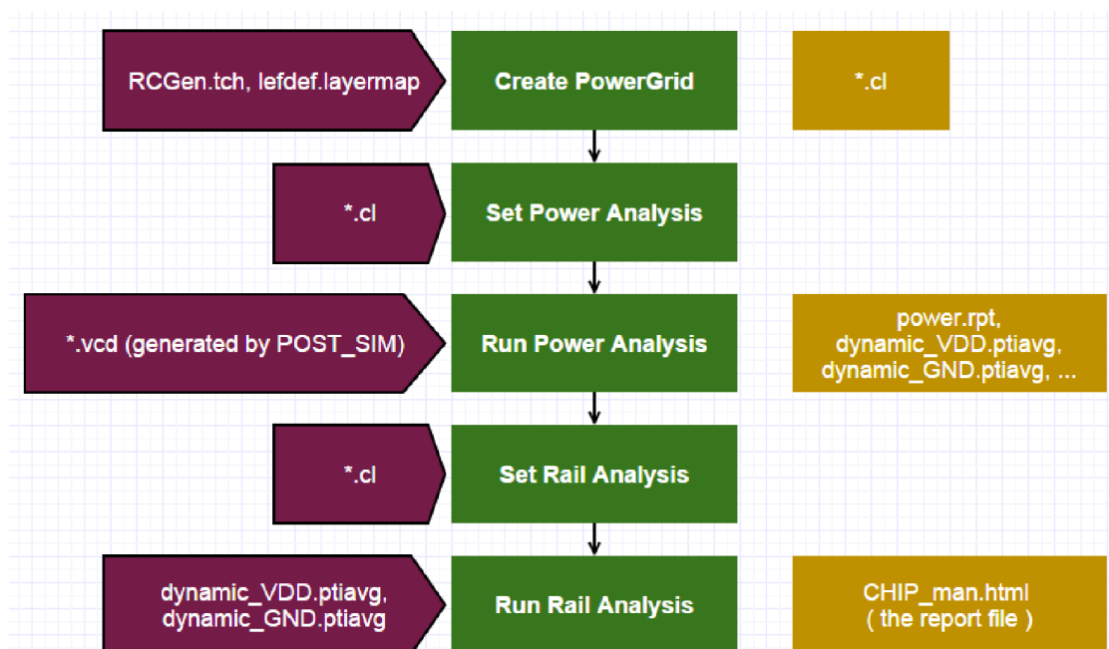 RCGen.tch, lefdef.layermap
Create PowerGrid
*.cl
*.cl
Set Power Analysis
*.vcd (generated by POST_SIM)
Run Power Analysis
power.rpt,
dynamic_VDD.ptiavg,
dynamic_GND.ptiavg, ...
*.cl
Set Rail Analysis
dynamic_VDD.ptiavg,
dynamic_GND.ptiavg
Run Rail Analysis
CHIP_man.html
( the report file )